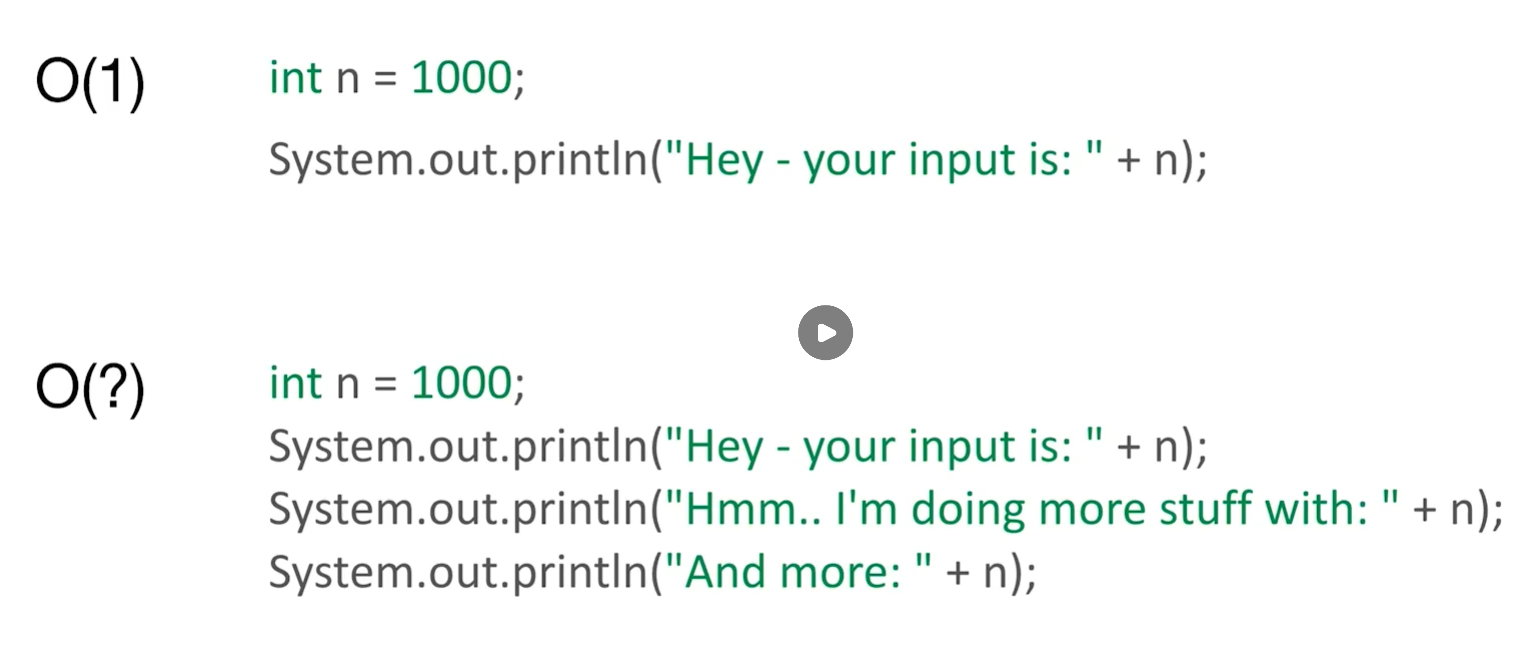 O(1)
int n = 1000;
System.out.println("Hey - your input is: " + n);
O(?)
int n = 1000;
System.out.println("Hey - your input is: " + n);
System.out.println("Hmm.. I'm doing more stuff with: " + n);
System.out.println("And more: " + n);